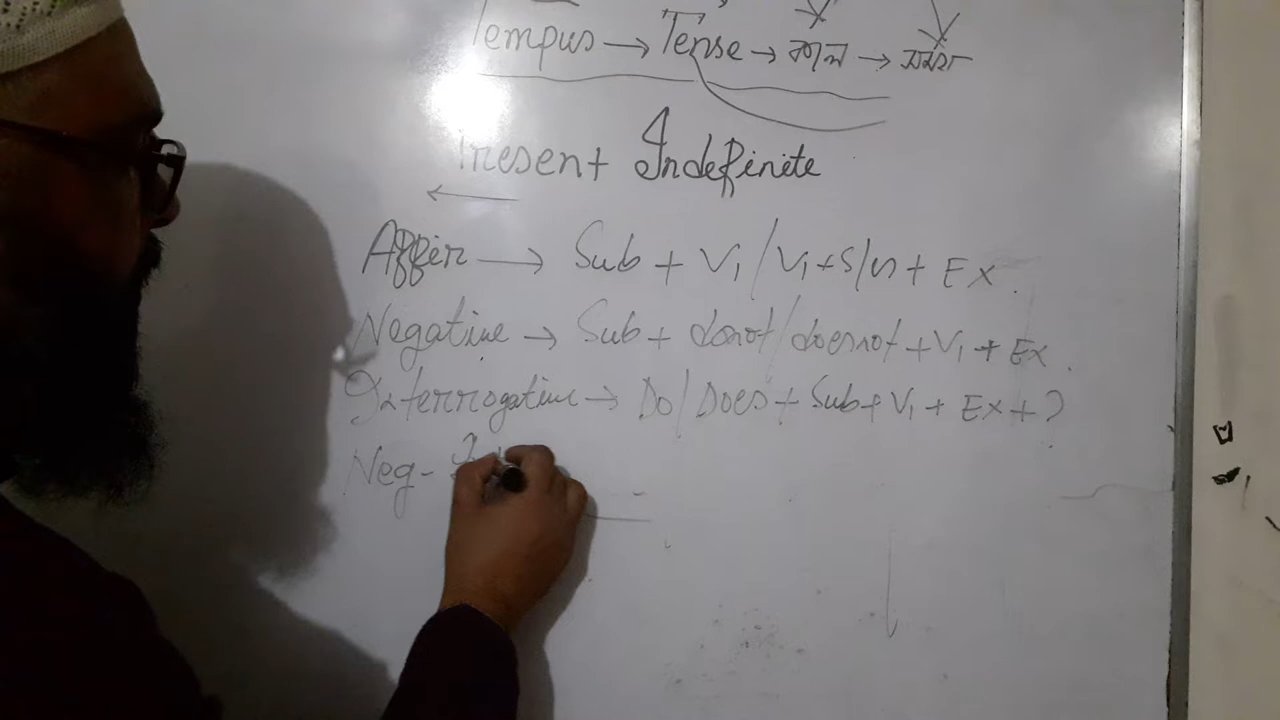 Tempus → Tense → কাল → সময়
Present Indefinite
Affir → Sub + V1 / V1+s/es + Ex.
Negative → Sub + donot/doesnot + V1 + Ex.
Interrogative → Do/Does + Sub + V1 + Ex + ?
Neg-